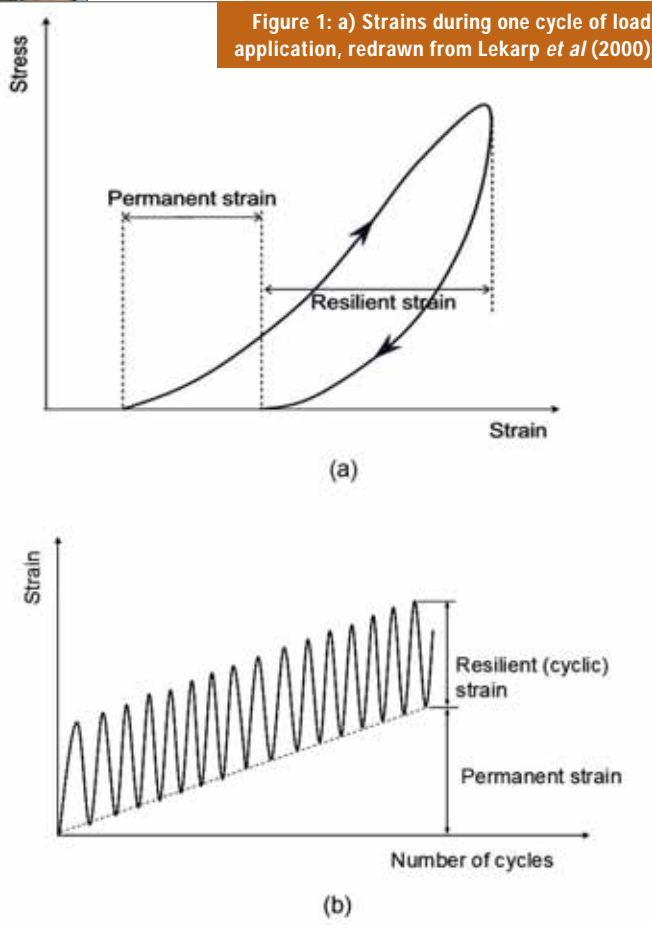 Figure 1: a) Strains during one cycle of load
application, redrawn from Lekarp et al (2000)
Stress
Permanent strain
Resilient strain
Strain
(a)
Strain
Resilient (cyclic)
strain
Permanent strain
Number of cycles
(b)